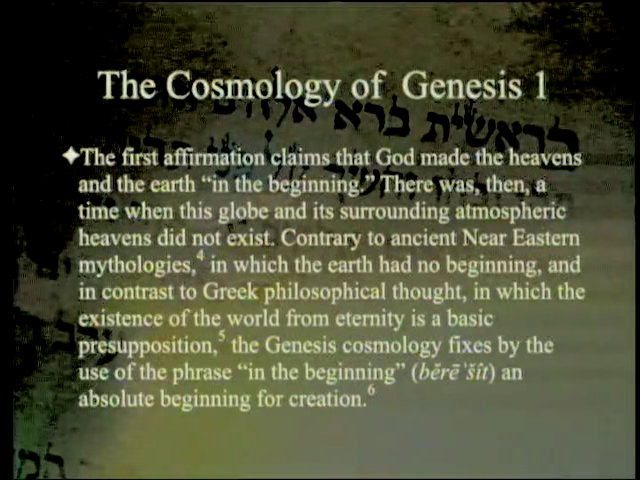 The Cosmology of Genesis 1
בראשית ברא אלהים
✦The first affirmation claims that God made the heavens
and the earth “in the beginning.” There was, then, a
time when this globe and its surrounding atmospheric
heavens did not exist. Contrary to ancient Near Eastern
mythologies,4 in which the earth had no beginning, and
in contrast to Greek philosophical thought, in which the
existence of the world from eternity is a basic
presupposition,5 the Genesis cosmology fixes by the
use of the phrase “in the beginning” (bĕrēʾšît) an
absolute beginning for creation.6